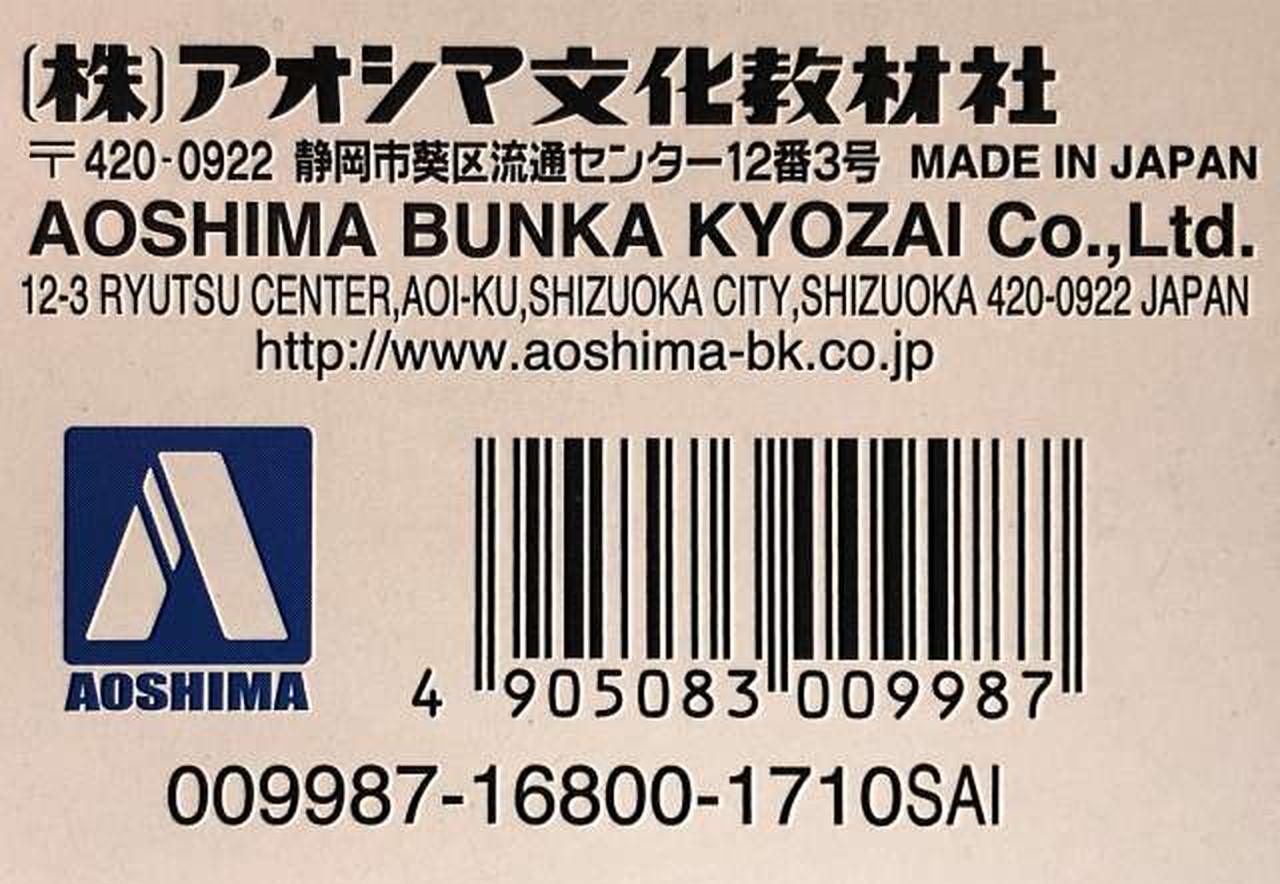 (株)アオシマ文化教材社
〒420-0922 静岡市葵区流通センター12番3号 MADE IN JAPAN
AOSHIMA BUNKA KYOZAI Co.,Ltd.
12-3 RYUTSU CENTER,AOI-KU,SHIZUOKA CITY,SHIZUOKA 420-0922 JAPAN
http://www.aoshima-bk.co.jp
AOSHIMA
4 905083 009987
009987-16800-1710SAI